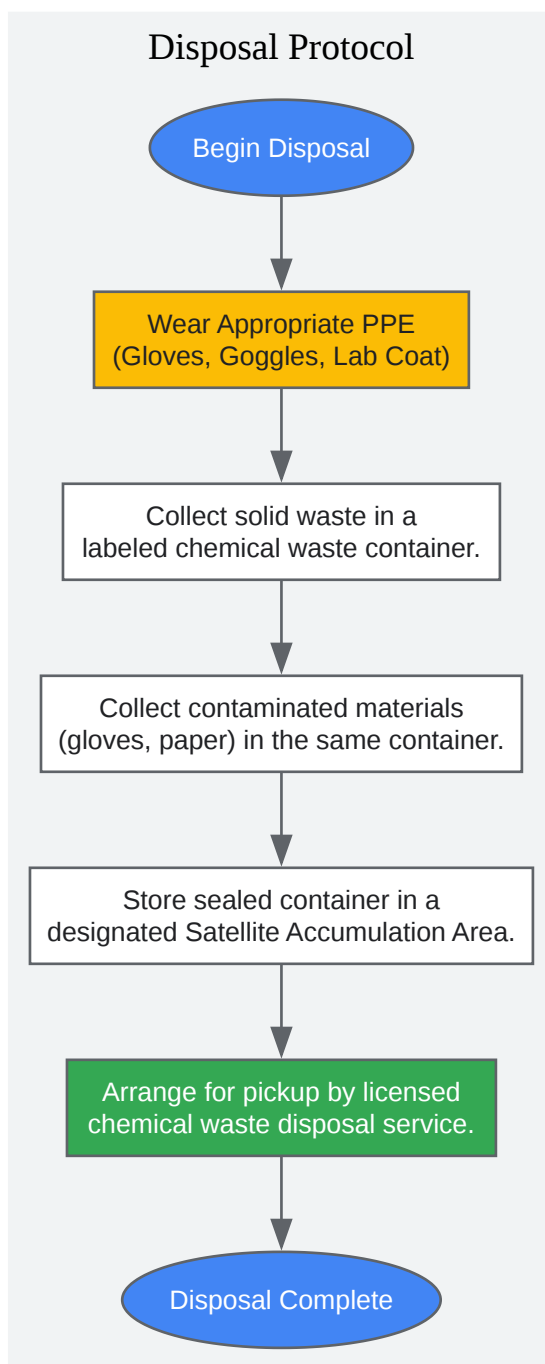 Disposal Protocol
Begin Disposal
Wear Appropriate PPE
(Gloves, Goggles, Lab Coat)
Collect solid waste in a
labeled chemical waste container.
Collect contaminated materials
(gloves, paper) in the same container.
Store sealed container in a
designated Satellite Accumulation Area.
Arrange for pickup by licensed
chemical waste disposal service.
Disposal Complete